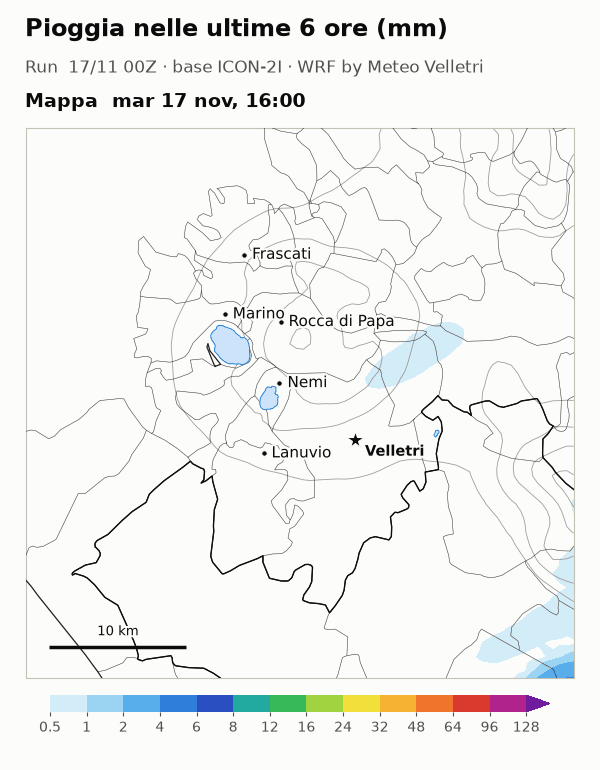 Pioggia nelle ultime 6 ore (mm)
Run  17/11 00Z · base ICON-2I · WRF by Meteo Velletri
Mappa  mar 17 nov, 16:00
Frascati
Marino
Rocca di Papa
Nemi
Velletri
Lanuvio
10 km
0.5 1 2 4 6 8 12 16 24 32 48 64 96 128